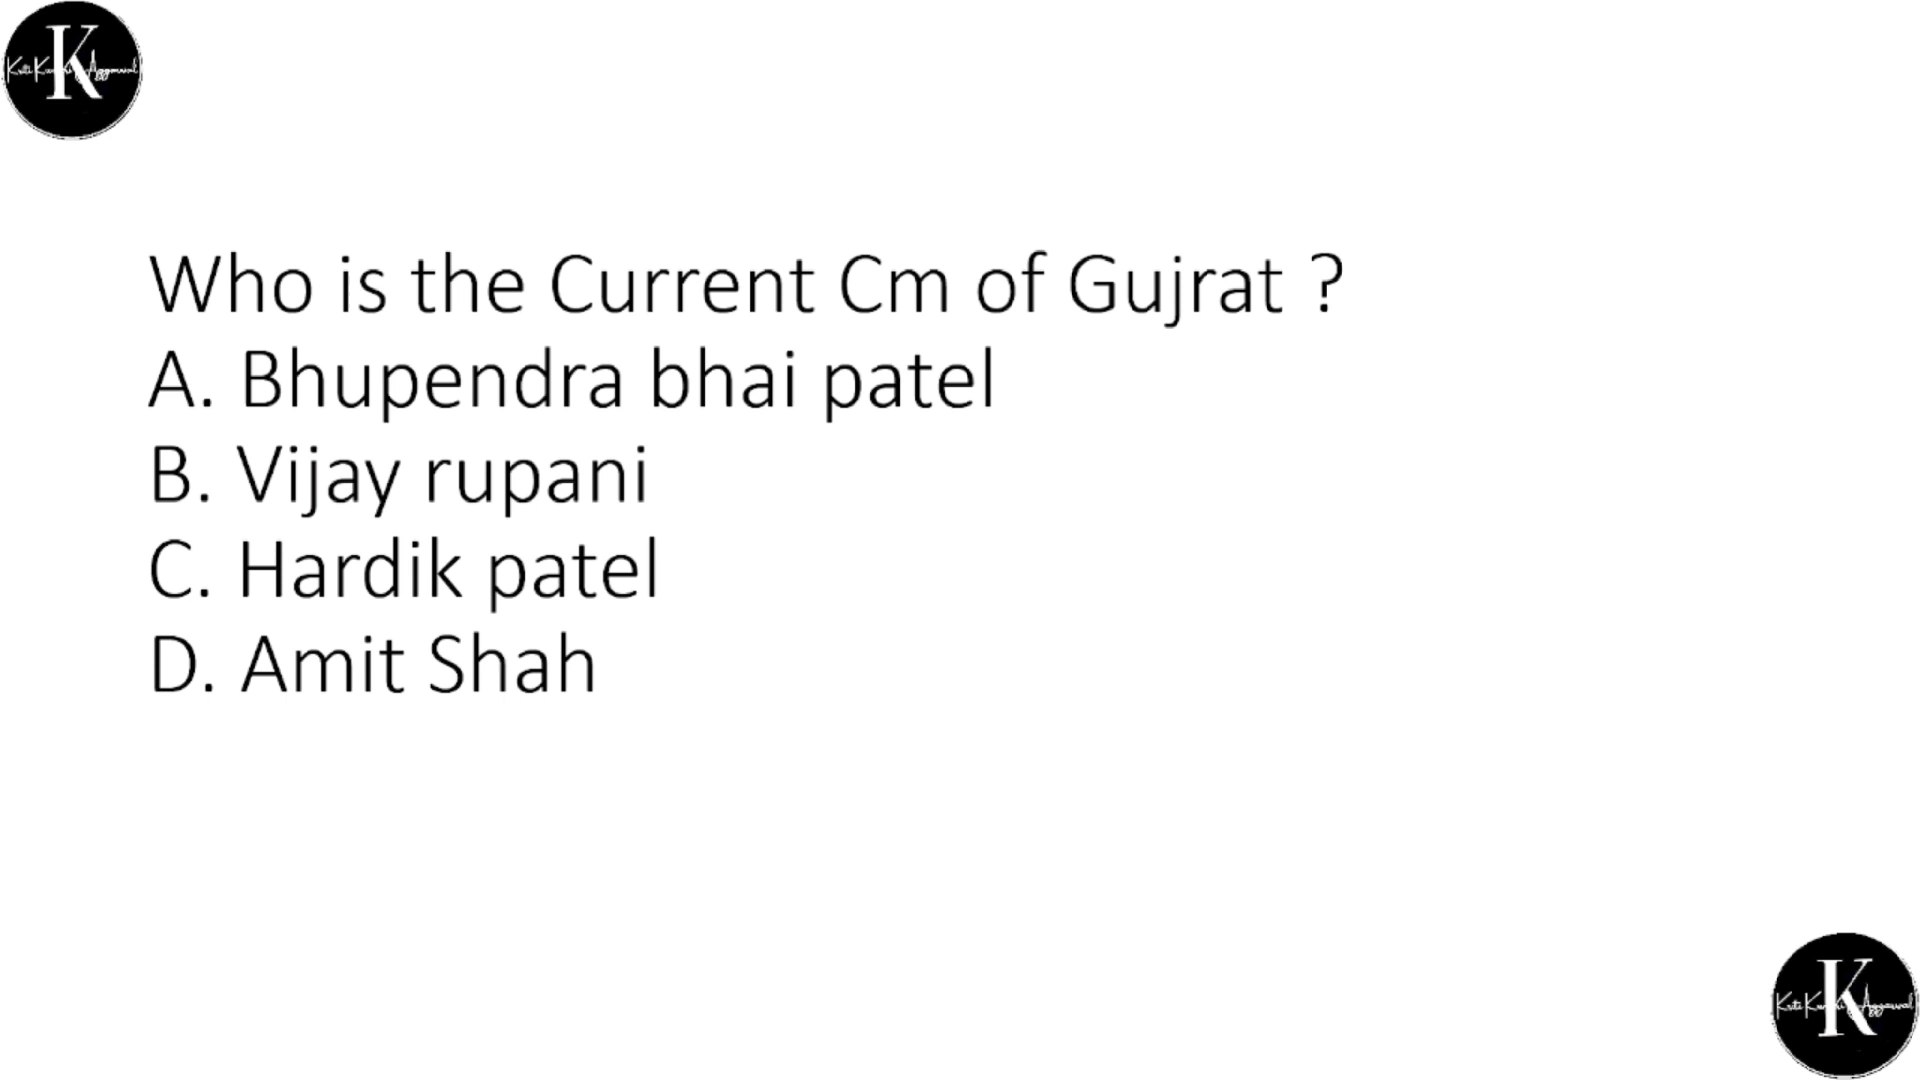 K
Who is the Current Cm of Gujrat ?
A. Bhupendra bhai patel
B. Vijay rupani
C. Hardik patel
D. Amit Shah
K